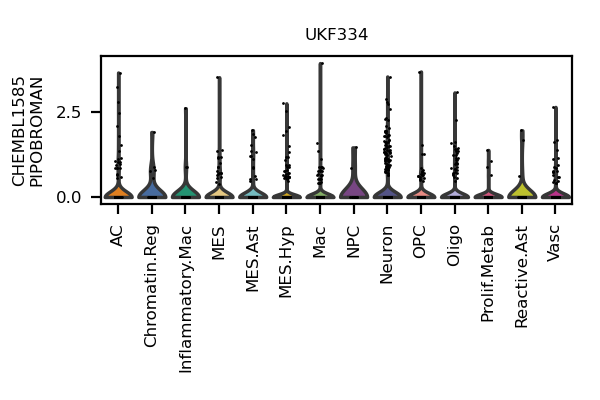 UKF334
CHEMBL1585
PIPOBROMAN
2.5
0.0
AC
Chromatin.Reg
Inflammatory.Mac
MES
MES.Ast
MES.Hyp
Mac
NPC
Neuron
OPC
Oligo
Prolif.Metab
Reactive.Ast
Vasc